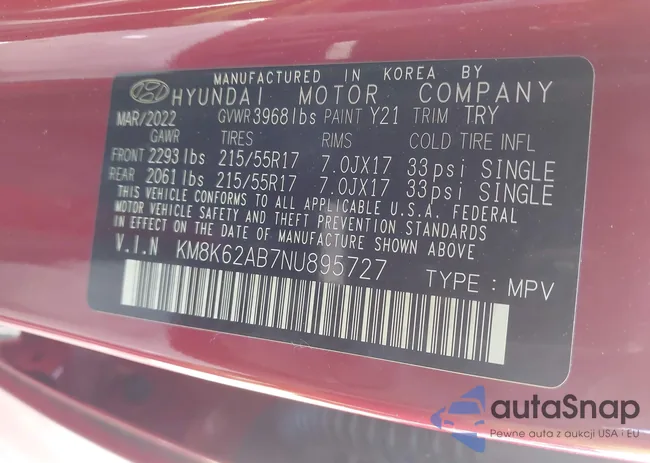 MANUFACTURED IN KOREA BY
HYUNDAI MOTOR COMPANY
MAR/2022 GVWR 3968lbs PAINT Y21 TRIM TRY
GAWR TIRES RIMS COLD TIRE INFL
FRONT 2293 lbs 215/55R17 7.0JX17 33psi SINGLE
REAR 2061 lbs 215/55R17 7.0JX17 33psi SINGLE
THIS VEHICLE CONFORMS TO ALL APPLICABLE U.S.A. FEDERAL
MOTOR VEHICLE SAFETY AND THEFT PREVENTION STANDARDS
IN EFFECT ON THE DATE OF MANUFACTURE SHOWN ABOVE
V.I.N KM8K62AB7NU895727 TYPE : MPV
autaSnap
Pewne auta z aukcji USA i EU